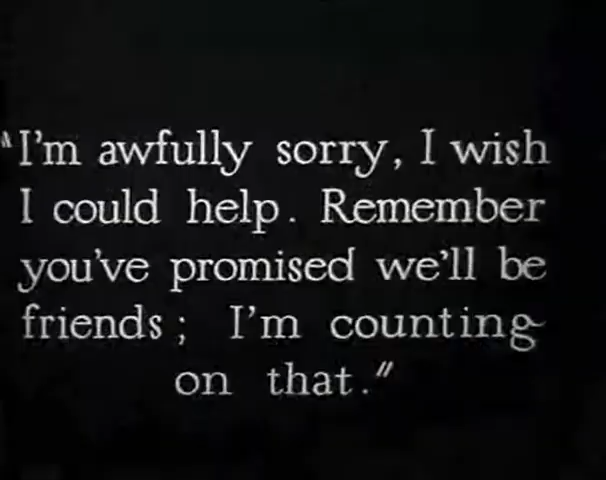 "I'm awfully sorry, I wish
I could help. Remember
you've promised we'll be
friends; I'm counting
on that."